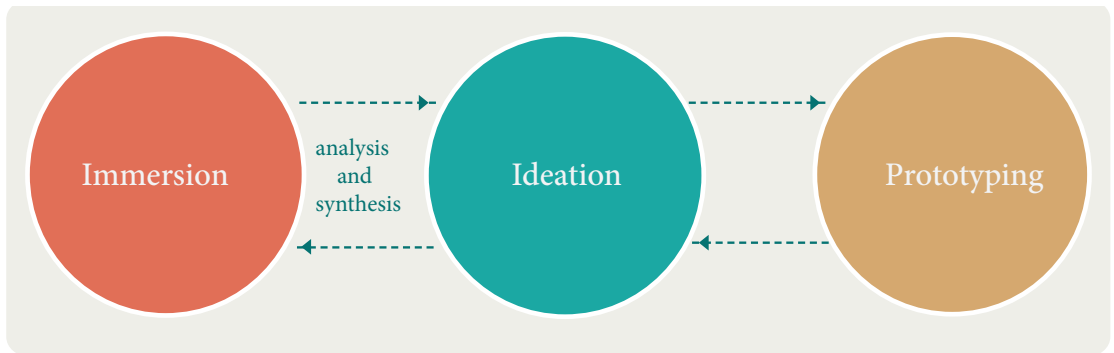 Immersion
analysis
and
synthesis
Ideation
Prototyping